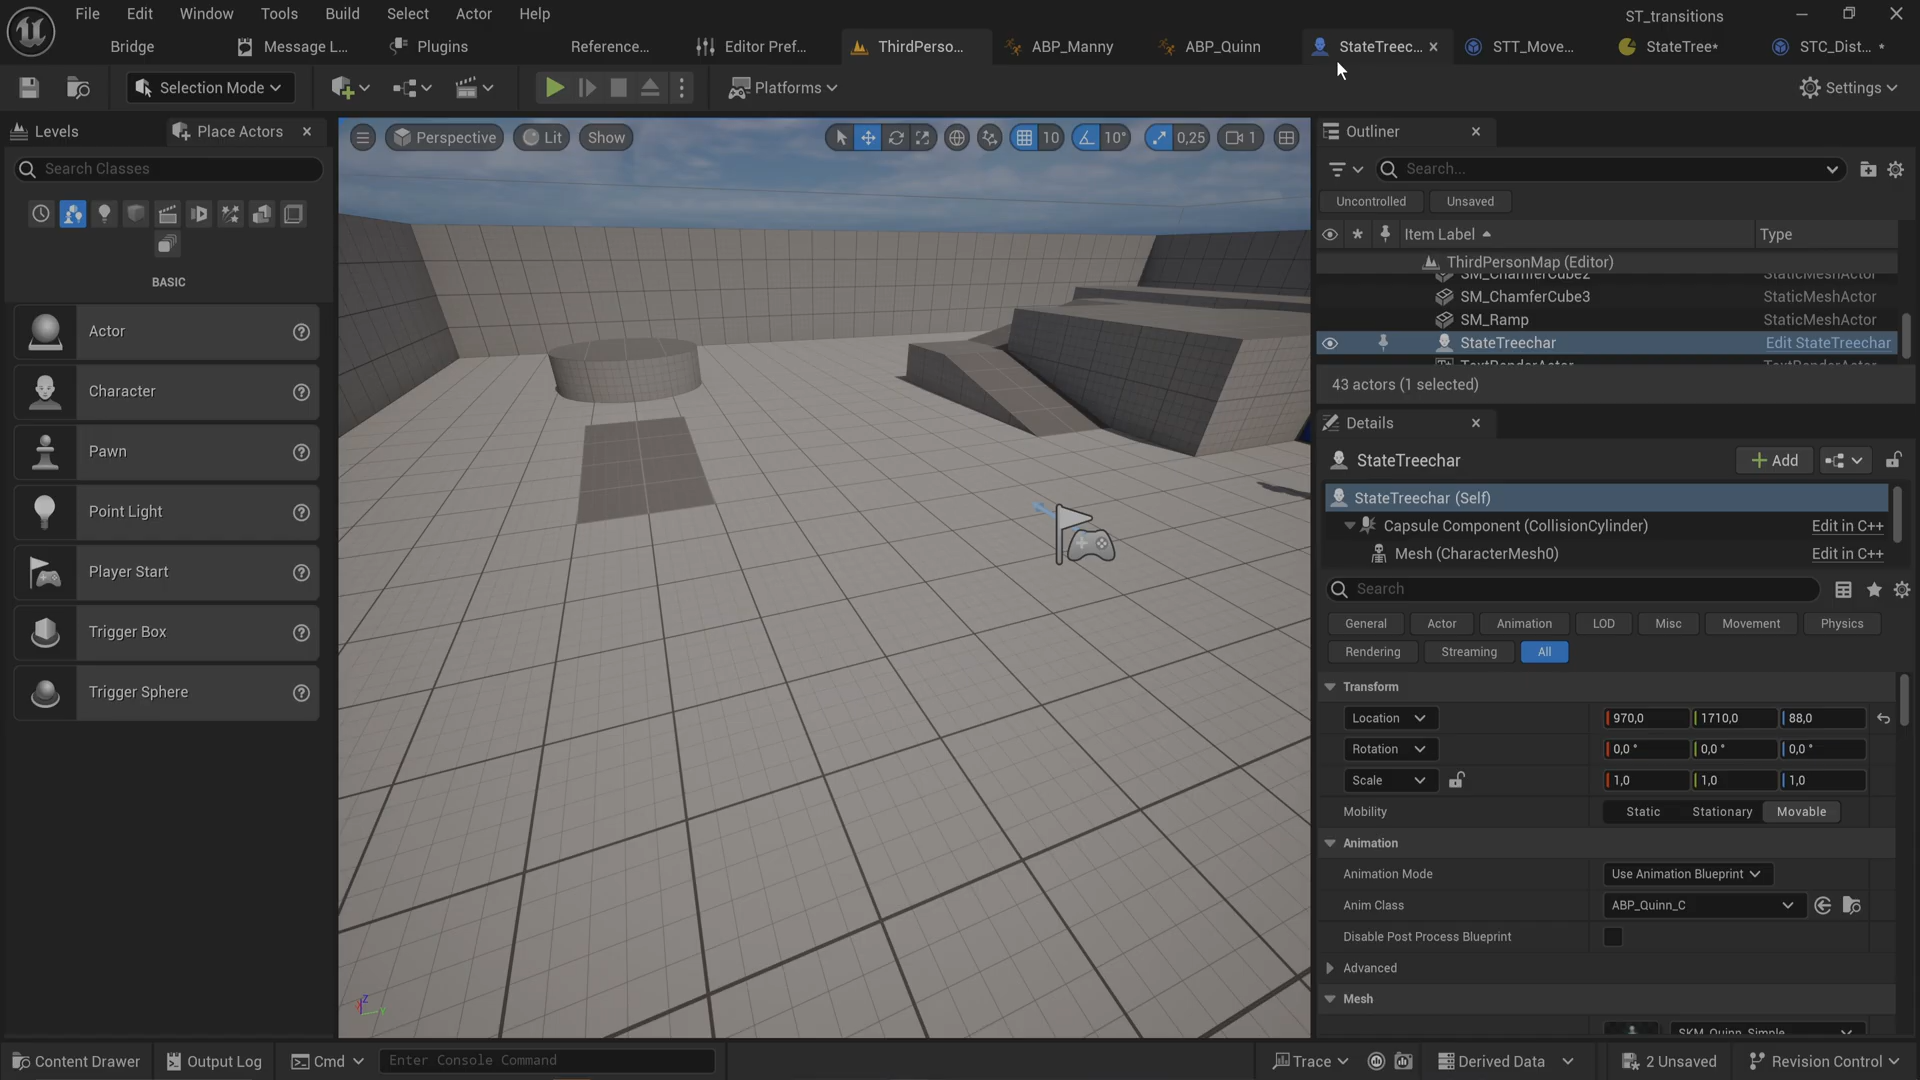 File Edit Window Tools Build Select Actor Help
ST_transitions
Bridge
Message L...
Plugins
Reference...
Editor Pref...
ThirdPerso...
ABP_Manny
ABP_Quinn
StateTreec...
STT_Move...
StateTree*
STC_Dist... *
Selection Mode
Platforms
Settings
Levels
Place Actors
Search Classes
BASIC
Actor
Character
Pawn
Point Light
Player Start
Trigger Box
Trigger Sphere
Perspective
Lit
Show
10
10°
0,25
1
Outliner
Search...
Uncontrolled
Unsaved
Item Label
Type
ThirdPersonMap (Editor)
SM_ChamferCube2 StaticMeshActor
SM_ChamferCube3 StaticMeshActor
SM_Ramp StaticMeshActor
StateTreechar Edit StateTreechar
TextRenderActor TextRenderActor
43 actors (1 selected)
Details
StateTreechar
Add
StateTreechar (Self)
Capsule Component (CollisionCylinder) Edit in C++
Mesh (CharacterMesh0) Edit in C++
Search
General Actor Animation LOD Misc Movement Physics
Rendering Streaming All
Transform
Location 970,0 1710,0 88,0
Rotation 0,0 ° 0,0 ° 0,0 °
Scale 1,0 1,0 1,0
Mobility Static Stationary Movable
Animation
Animation Mode Use Animation Blueprint
Anim Class ABP_Quinn_C
Disable Post Process Blueprint
Advanced
Mesh
SKM_Quinn_Simple
Z
Y
Content Drawer
Output Log
Cmd
Enter Console Command
Trace
Derived Data
2 Unsaved
Revision Control